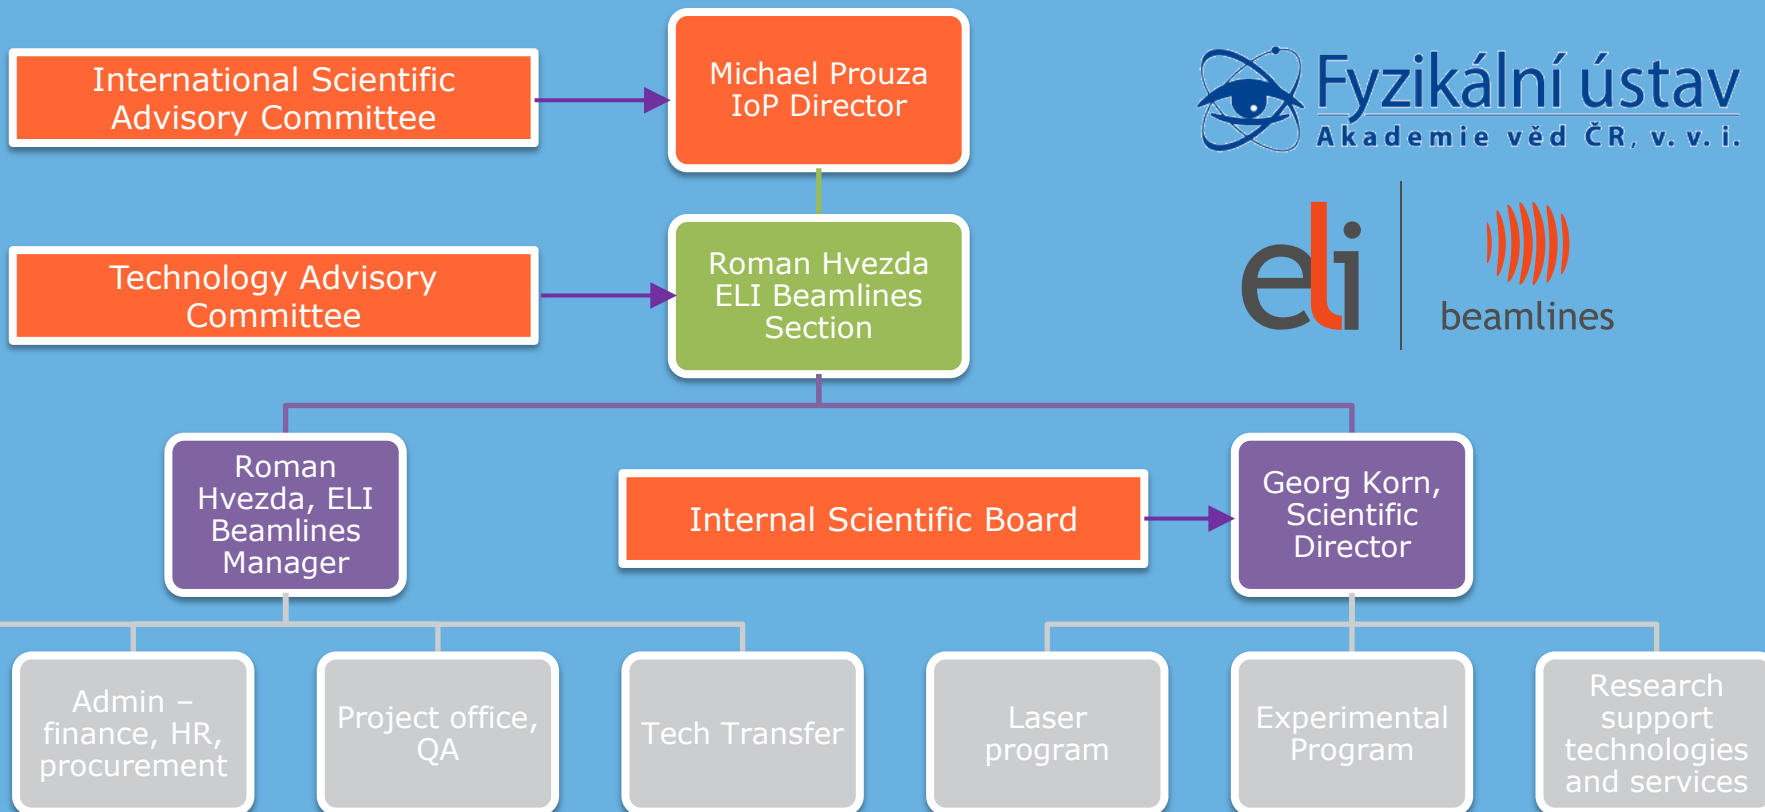 International Scientific
Advisory Committee
Michael Prouza
IoP Director
Fyzikální ústav
Akademie věd ČR, v. v. i.
Technology Advisory
Committee
Roman Hvezda
ELI Beamlines
Section
eli
beamlines
Roman
Hvezda, ELI
Beamlines
Manager
Internal Scientific Board
Georg Korn,
Scientific
Director
Admin –
finance, HR,
procurement
Project office,
QA
Tech Transfer
Laser
program
Experimental
Program
Research
support
technologies
and services